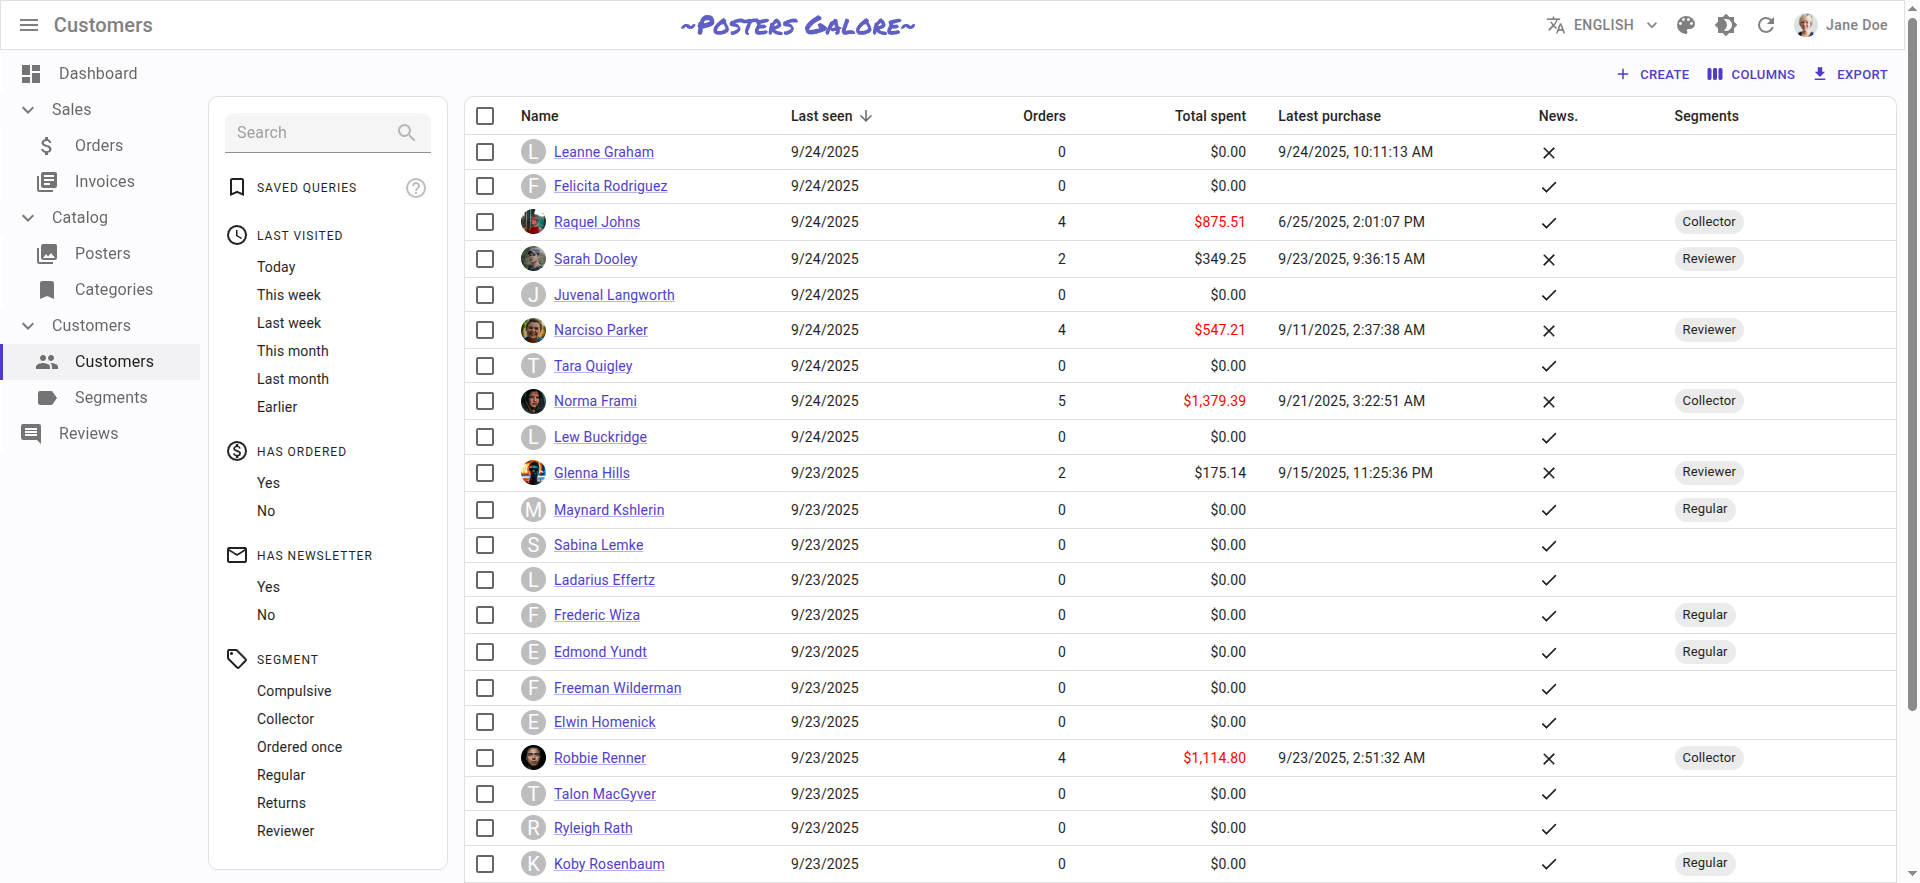 Customers
~Posters Galore~
ENGLISH
Jane Doe
Dashboard
Sales
Orders
Invoices
Catalog
Posters
Categories
Customers
Customers
Segments
Reviews
CREATE COLUMNS EXPORT
Search
SAVED QUERIES
LAST VISITED
Today
This week
Last week
This month
Last month
Earlier
HAS ORDERED
Yes
No
HAS NEWSLETTER
Yes
No
SEGMENT
Compulsive
Collector
Ordered once
Regular
Returns
Reviewer
Name Last seen Orders Total spent Latest purchase News. Segments
L Leanne Graham 9/24/2025 0 $0.00 9/24/2025, 10:11:13 AM
F Felicita Rodriguez 9/24/2025 0 $0.00
Raquel Johns 9/24/2025 4 $875.51 6/25/2025, 2:01:07 PM Collector
Sarah Dooley 9/24/2025 2 $349.25 9/23/2025, 9:36:15 AM Reviewer
J Juvenal Langworth 9/24/2025 0 $0.00
Narciso Parker 9/24/2025 4 $547.21 9/11/2025, 2:37:38 AM Reviewer
T Tara Quigley 9/24/2025 0 $0.00
Norma Frami 9/24/2025 5 $1,379.39 9/21/2025, 3:22:51 AM Collector
L Lew Buckridge 9/24/2025 0 $0.00
Glenna Hills 9/23/2025 2 $175.14 9/15/2025, 11:25:36 PM Reviewer
M Maynard Kshlerin 9/23/2025 0 $0.00 Regular
S Sabina Lemke 9/23/2025 0 $0.00
L Ladarius Effertz 9/23/2025 0 $0.00
F Frederic Wiza 9/23/2025 0 $0.00 Regular
E Edmond Yundt 9/23/2025 0 $0.00 Regular
F Freeman Wilderman 9/23/2025 0 $0.00
E Elwin Homenick 9/23/2025 0 $0.00
Robbie Renner 9/23/2025 4 $1,114.80 9/23/2025, 2:51:32 AM Collector
T Talon MacGyver 9/23/2025 0 $0.00
R Ryleigh Rath 9/23/2025 0 $0.00
K Koby Rosenbaum 9/23/2025 0 $0.00 Regular